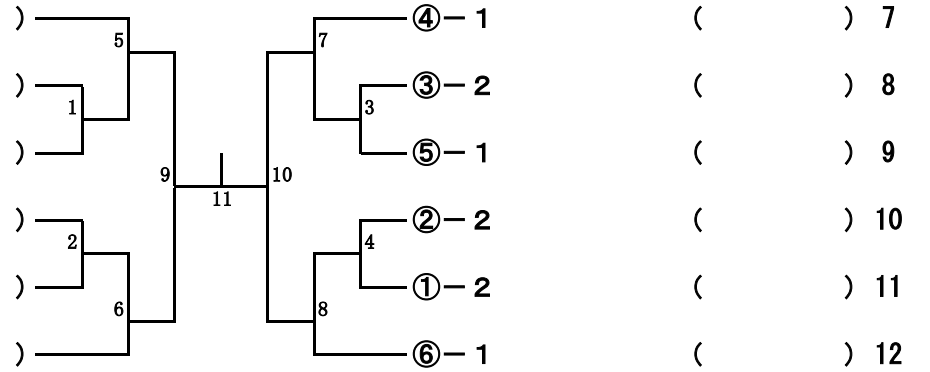 ) 5 7 ④－1 ( ) 7
) 1 3 ③－2 ( ) 8
) ⑤－1 ( ) 9
9 11 10
) 2 4 ②－2 ( ) 10
) ①－2 ( ) 11
6 8
) ⑥－1 ( ) 12